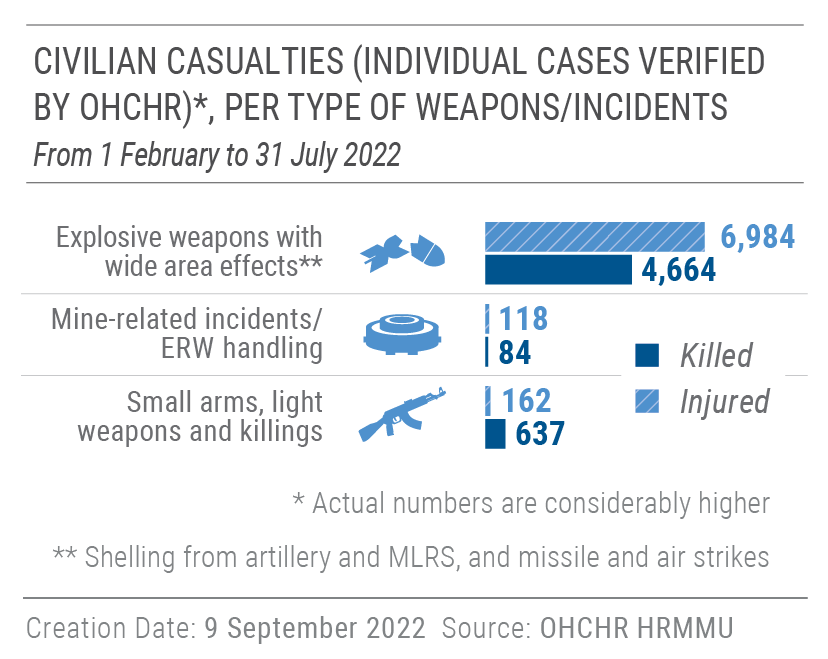 CIVILIAN CASUALTIES (INDIVIDUAL CASES VERIFIED
BY OHCHR)*, PER TYPE OF WEAPONS/INCIDENTS
From 1 February to 31 July 2022
Explosive weapons with
wide area effects**
6,984
4,664
Mine-related incidents/
ERW handling
118
84
Small arms, light
weapons and killings
162
637
Killed
Injured
* Actual numbers are considerably higher
** Shelling from artillery and MLRS, and missile and air strikes
Creation Date: 9 September 2022 Source: OHCHR HRMMU